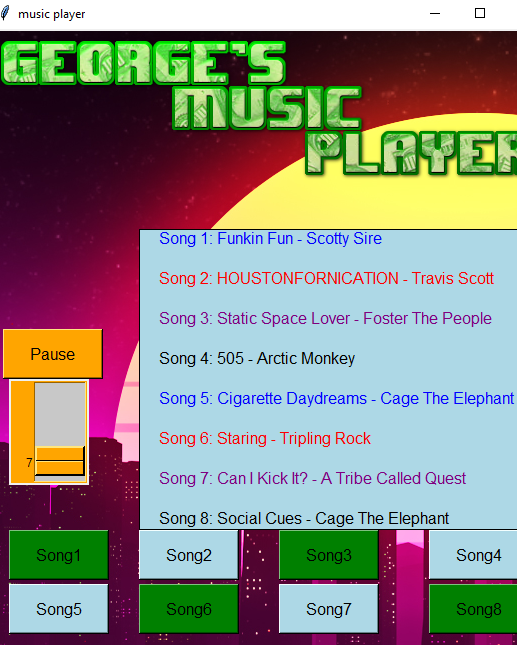 music player
GEORGE'S
MUSIC
PLAYER
Song 1: Funkin Fun - Scotty Sire
Song 2: HOUSTONFORNICATION - Travis Scott
Song 3: Static Space Lover - Foster The People
Pause
Song 4: 505 - Arctic Monkey
Song 5: Cigarette Daydreams - Cage The Elephant
Song 6: Staring - Tripling Rock
7
Song 7: Can I Kick It? - A Tribe Called Quest
Song 8: Social Cues - Cage The Elephant
Song1 Song2 Song3 Song4
Song5 Song6 Song7 Song8